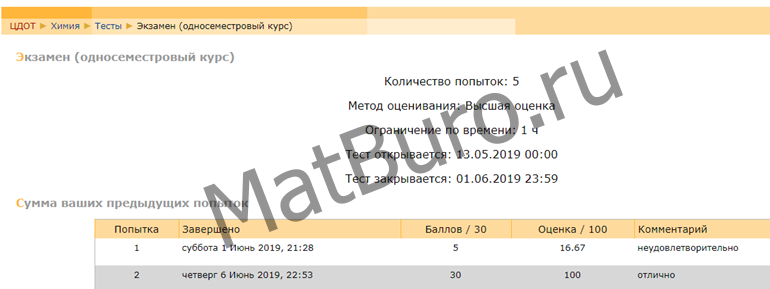 ЦДОТ ► Химия ► Тесты ► Экзамен (односеместровый курс)
Экзамен (односеместровый курс)
Количество попыток: 5
Метод оценивания: Высшая оценка
Ограничение по времени: 1 ч
Тест открывается: 13.05.2019 00:00
Тест закрывается: 01.06.2019 23:59
MatBuro.ru
Сумма ваших предыдущих попыток
Попытка Завершено Баллов / 30 Оценка / 100 Комментарий
1 суббота 1 Июнь 2019, 21:28 5 16.67 неудовлетворительно
2 четверг 6 Июнь 2019, 22:53 30 100 отлично